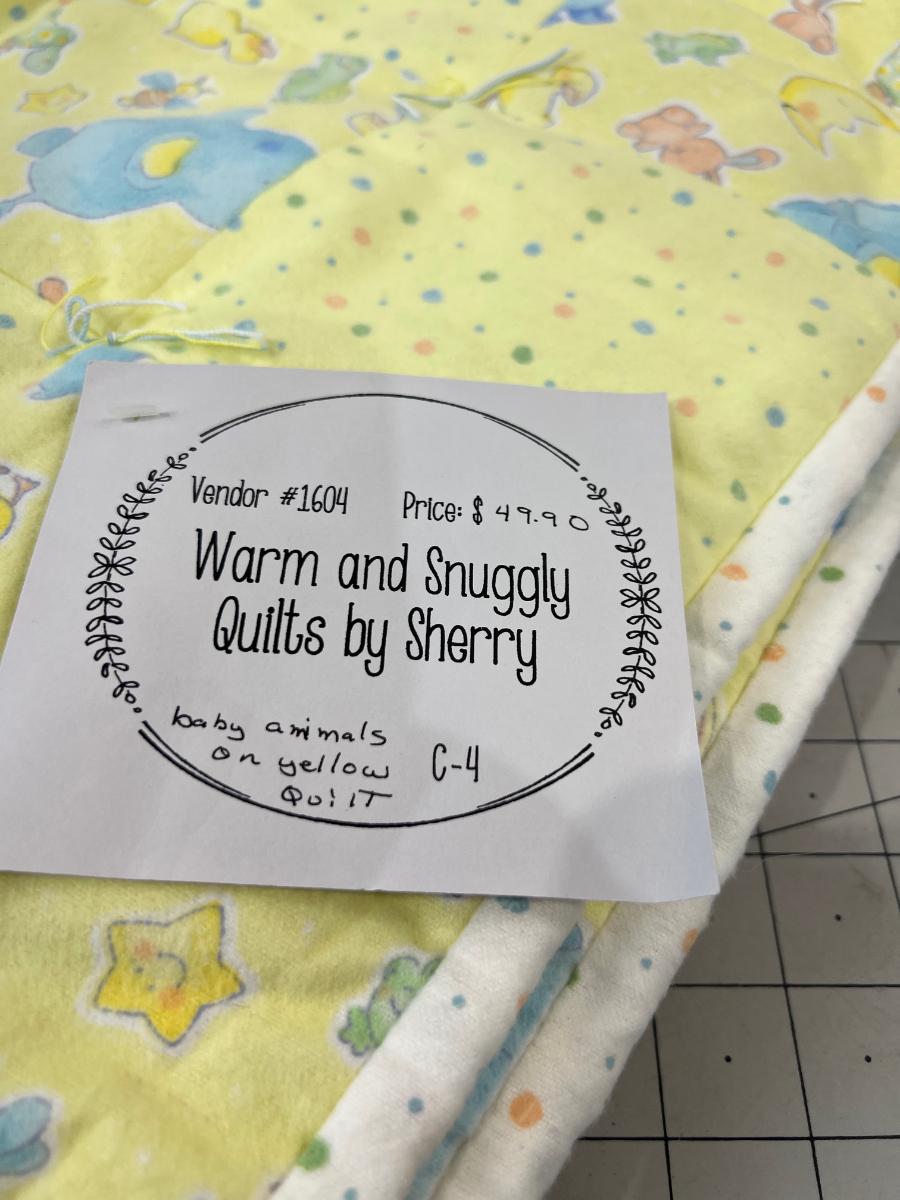 Vendor #1604 Price: $ 49.90
Warm and Snuggly
Quilts by Sherry
baby animals
on yellow C-4
QuilT